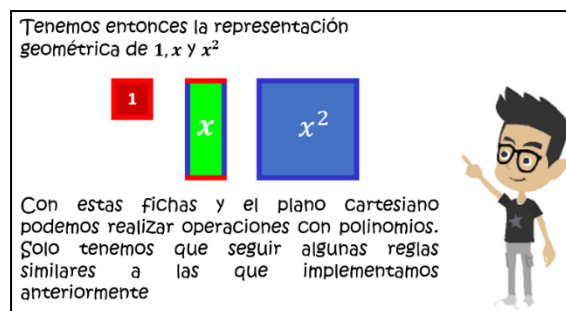 Tenemos entonces la representación
geométrica de 1, x y x²
1
x
x²
Con estas fichas y el plano cartesiano
podemos realizar operaciones con polinomios.
Solo tenemos que seguir algunas reglas
similares a las que implementamos
anteriormente